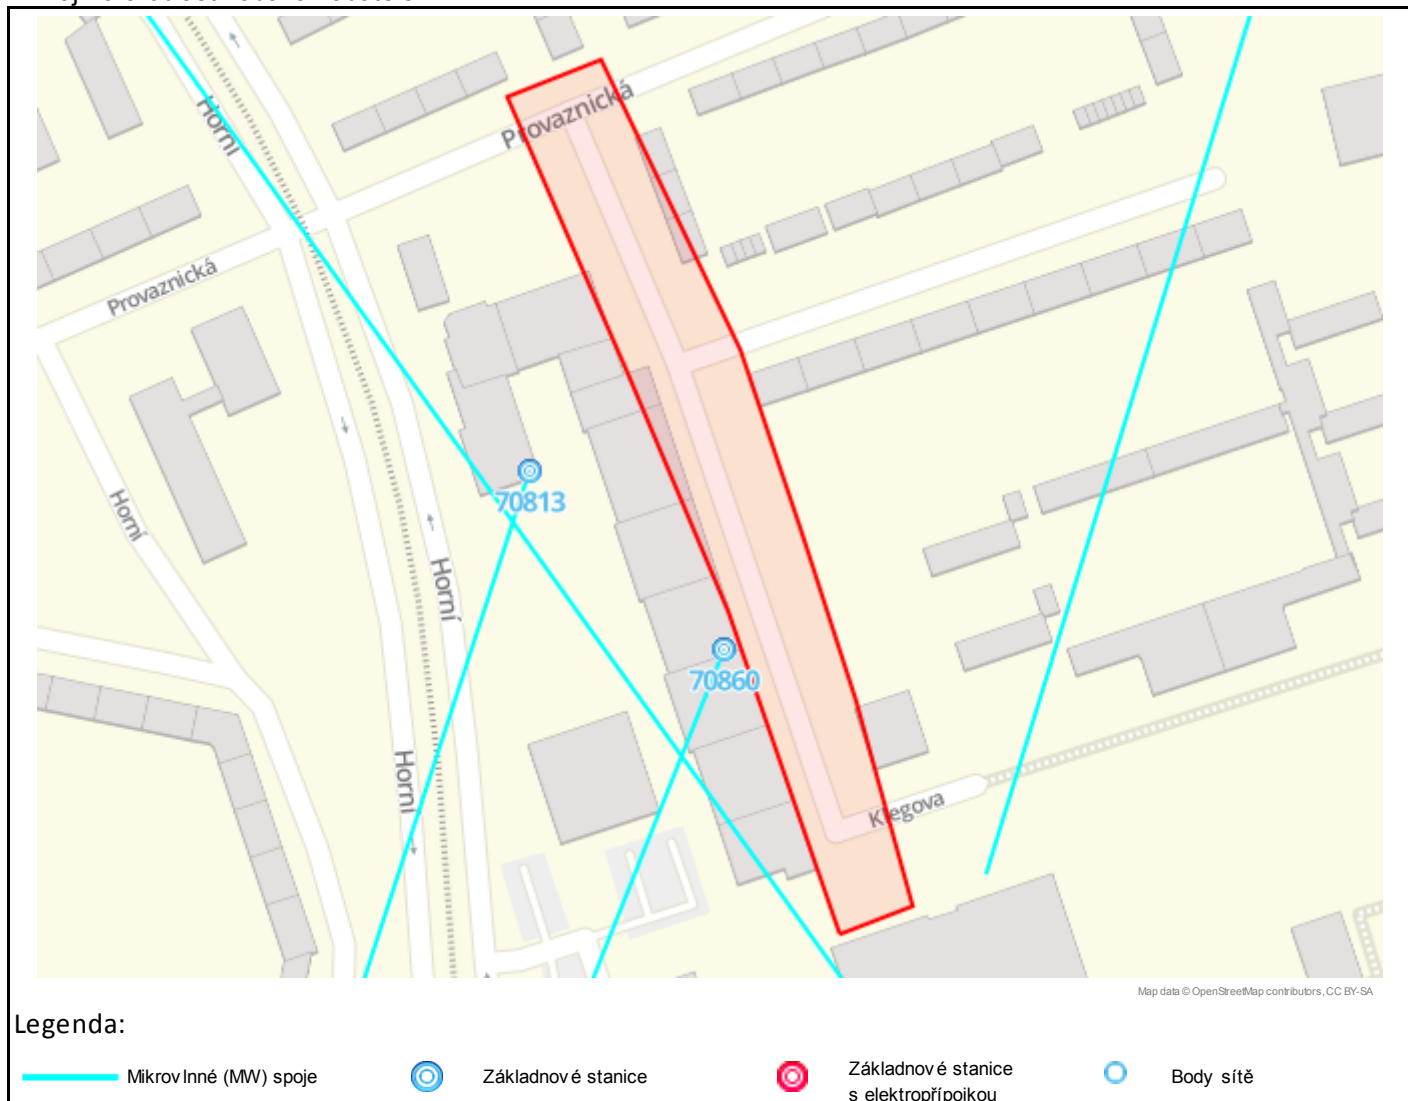 Horní
Provaznická
Provaznická
70813
Horní
Horní
70860
Horní
Klegova
Map data © OpenStreetMap contributors, CC BY-SA
Legenda:
Mikrovlnné (MW) spoje
Základnové stanice
Základnové stanice
s elektropřípojkou
Body sítě